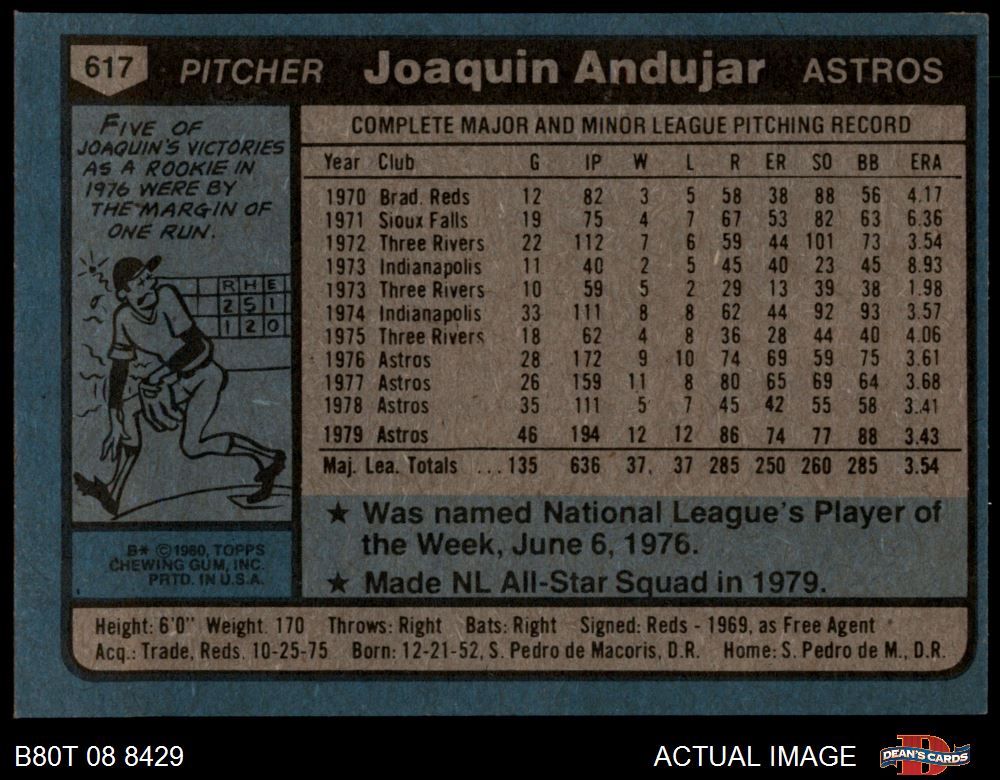 617 PITCHER Joaquin Andujar ASTROS
FIVE OF
JOAQUIN'S VICTORIES
AS A ROOKIE IN
1976 WERE BY
THE MARGIN OF
ONE RUN.
R H E
2 5 1
1 2 0
B* ©1980, TOPPS
CHEWING GUM, INC.
PRTD. IN U.S.A.
COMPLETE MAJOR AND MINOR LEAGUE PITCHING RECORD
Year Club G IP W L R ER SO BB ERA
1970 Brad. Reds 12 82 3 5 58 38 88 56 4.17
1971 Sioux Falls 19 75 4 7 67 53 82 63 6.36
1972 Three Rivers 22 112 7 6 59 44 101 73 3.54
1973 Indianapolis 11 40 2 5 45 40 23 45 8.93
1973 Three Rivers 10 59 5 2 29 13 39 38 1.98
1974 Indianapolis 33 111 8 8 62 44 92 93 3.57
1975 Three Rivers 18 62 4 8 36 28 44 40 4.06
1976 Astros 28 172 9 10 74 69 59 75 3.61
1977 Astros 26 159 11 8 80 65 69 64 3.68
1978 Astros 35 111 5 7 45 42 55 58 3.41
1979 Astros 46 194 12 12 86 74 77 88 3.43
Maj. Lea. Totals ... 135 636 37. 37 285 250 260 285 3.54
★ Was named National League's Player of
the Week, June 6, 1976.
★ Made NL All-Star Squad in 1979.
Height: 6'0" Weight. 170 Throws: Right Bats: Right Signed: Reds - 1969, as Free Agent
Acq.: Trade, Reds, 10-25-75 Born: 12-21-52, S. Pedro de Macoris, D.R. Home: S. Pedro de M., D.R.
B80T 08 8429 ACTUAL IMAGE DEAN'S CARDS